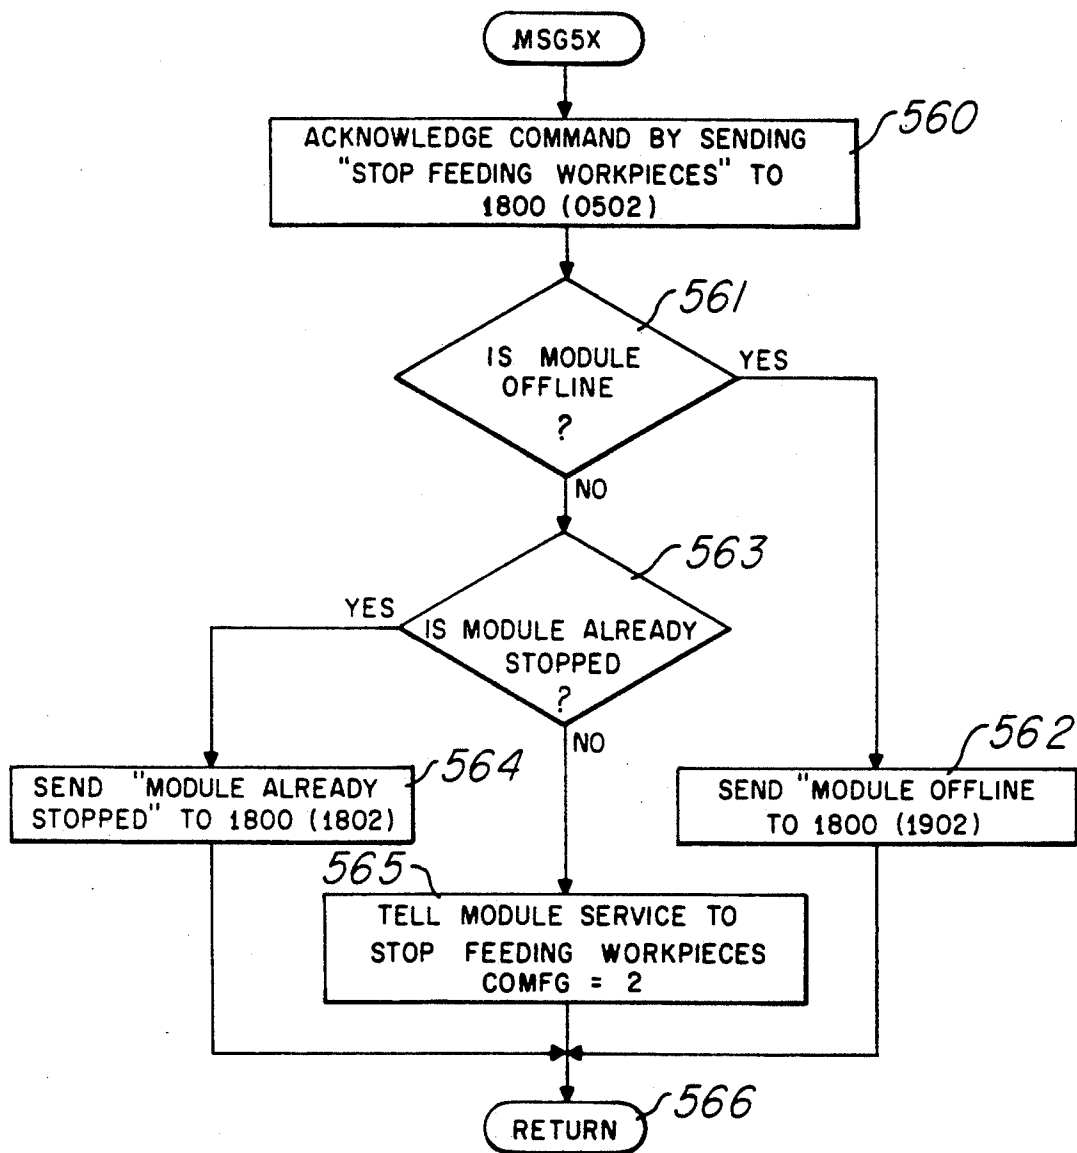 MSG5X
560
ACKNOWLEDGE COMMAND BY SENDING
"STOP FEEDING WORKPIECES" TO
1800 (0502)
561
IS MODULE
OFFLINE
?
YES
NO
563
YES
IS MODULE ALREADY
STOPPED
?
NO
564
SEND "MODULE ALREADY
STOPPED" TO 1800 (1802)
562
SEND "MODULE OFFLINE
TO 1800 (1902)
565
TELL MODULE SERVICE TO
STOP FEEDING WORKPIECES
COMFG = 2
566
RETURN